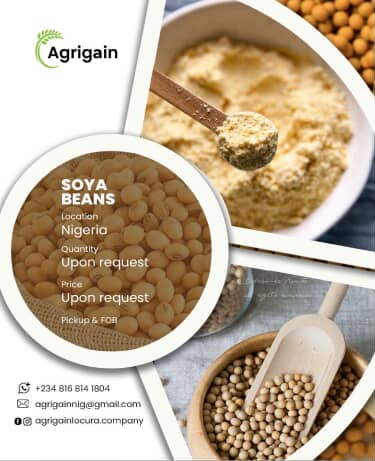 Agrigain
SOYA
BEANS
Location
Nigeria
Quantity
Upon request
Price
Upon request
Pickup & FOB
+234 816 814 1804
agrigainnig@gmail.com
agrigainlocura.company